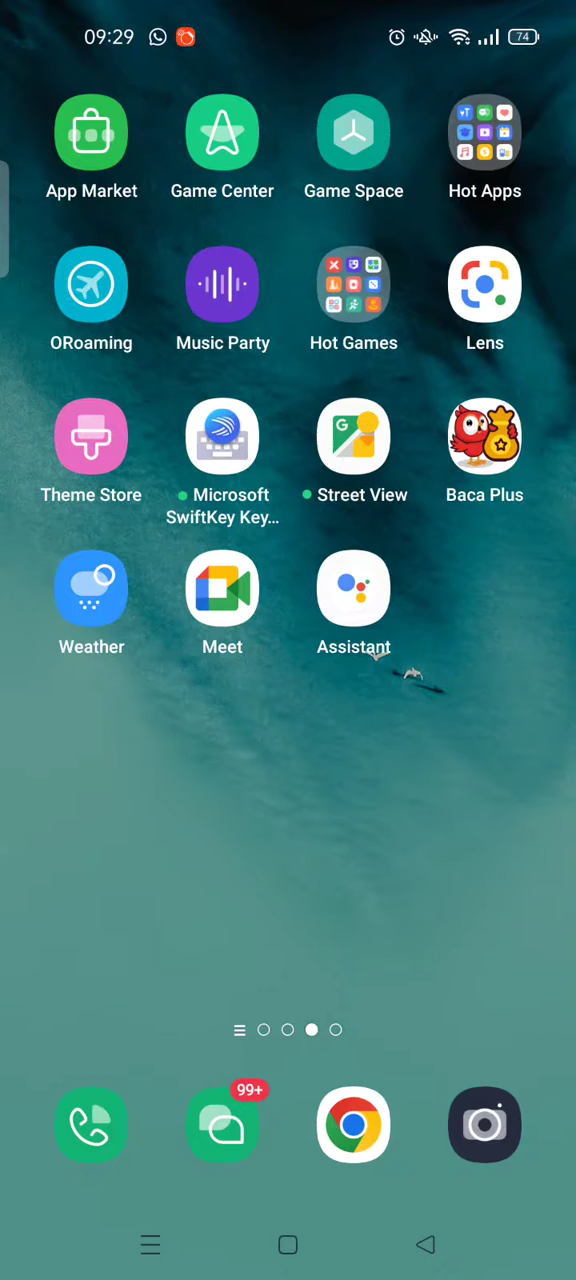 09:29
74
App Market
Game Center
Game Space
Hot Apps
ORoaming
Music Party
Hot Games
Lens
Theme Store
Microsoft
SwiftKey Key...
Street View
Baca Plus
Weather
Meet
Assistant
99+